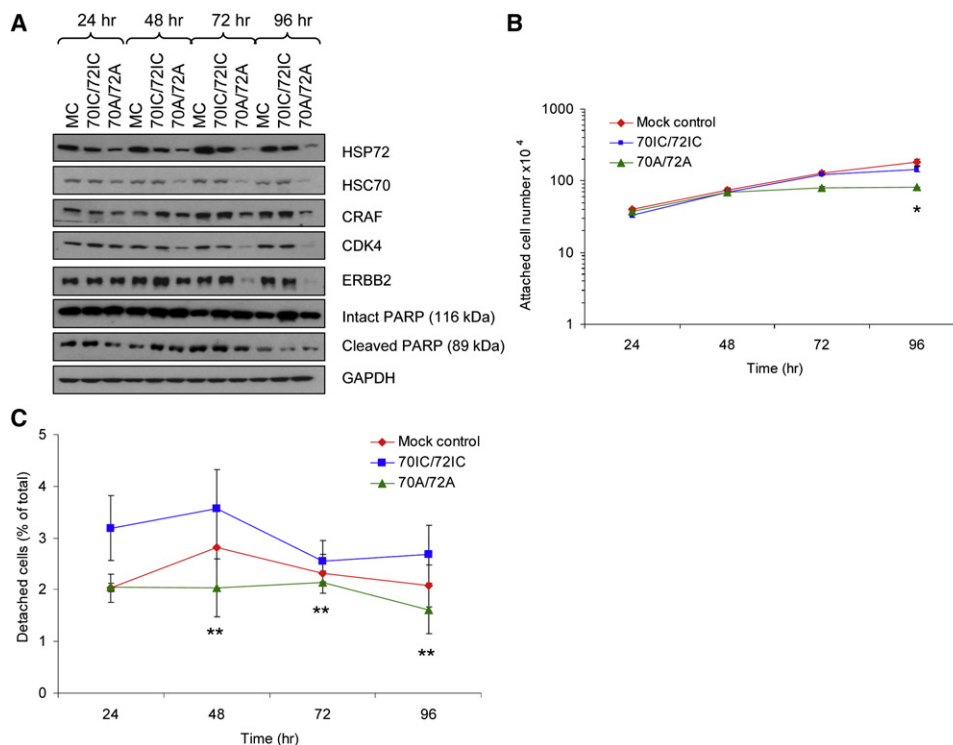 A
24 hr 48 hr 72 hr 96 hr
MC 70IC/72IC 70A/72A MC 70IC/72IC 70A/72A MC 70IC/72IC 70A/72A MC 70IC/72IC 70A/72A
HSP72
HSC70
CRAF
CDK4
ERBB2
Intact PARP (116 kDa)
Cleaved PARP (89 kDa)
GAPDH
B
Attached cell number x10⁻⁴
1000
100
10
1
Mock control
70IC/72IC
70A/72A
*
24 48 72 96
Time (hr)
C
Detached cells (% of total)
5
4
3
2
1
0
Mock control
70IC/72IC
70A/72A
** ** **
24 48 72 96
Time (hr)